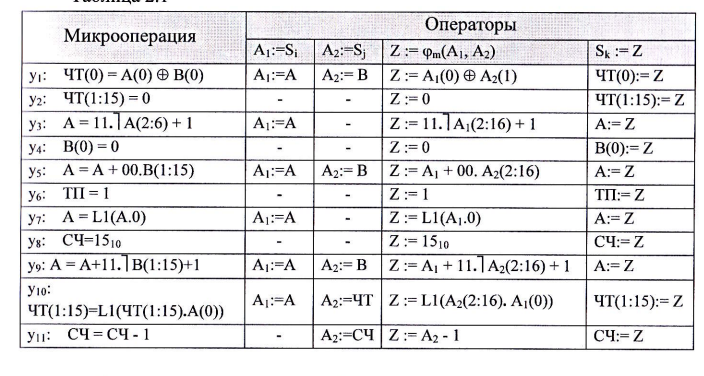 Таблица 2.1
Микрооперация Операторы
A₁:=Sᵢ A₂:=Sⱼ Z := φₘ(A₁, A₂) Sₖ := Z
y₁: ЧТ(0) = A(0) ⊕ B(0) A₁:=A A₂:= B Z := A₁(0) ⊕ A₂(1) ЧТ(0):= Z
y₂: ЧТ(1:15) = 0 - - Z := 0 ЧТ(1:15):= Z
y₃: A = 11.⎤A(2:6) + 1 A₁:=A - Z := 11.⎤A₁(2:16) + 1 A:= Z
y₄: B(0) = 0 - - Z := 0 B(0):= Z
y₅: A = A + 00.B(1:15) A₁:=A A₂:= B Z := A₁ + 00. A₂(2:16) A:= Z
y₆: ТП = 1 - - Z := 1 ТП:= Z
y₇: A = L1(A.0) A₁:=A - Z := L1(A₁.0) A:= Z
y₈: СЧ=15₁₀ - - Z := 15₁₀ СЧ:= Z
y₉: A = A+11.⎤B(1:15)+1 A₁:=A A₂:= B Z := A₁ + 11.⎤A₂(2:16) + 1 A:= Z
y₁₀:
ЧТ(1:15)=L1(ЧТ(1:15).A(0)) A₁:=A A₂:=ЧТ Z := L1(A₂(2:16). A₁(0)) ЧТ(1:15):= Z
y₁₁: СЧ = СЧ - 1 - A₂:=СЧ Z := A₂ - 1 СЧ:= Z